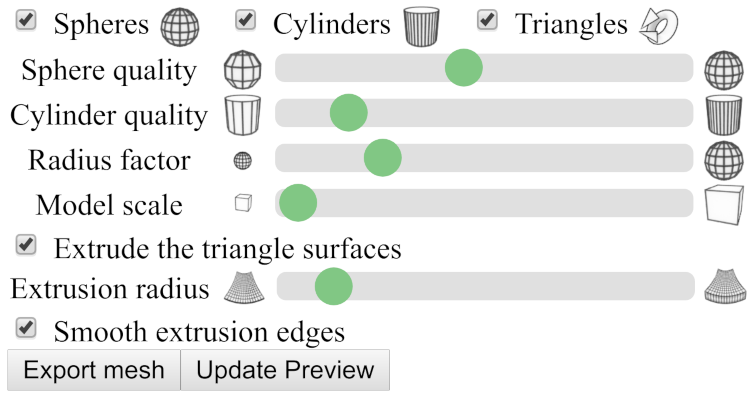 Spheres Cylinders Triangles
Sphere quality
Cylinder quality
Radius factor
Model scale
Extrude the triangle surfaces
Extrusion radius
Smooth extrusion edges
Export mesh Update Preview